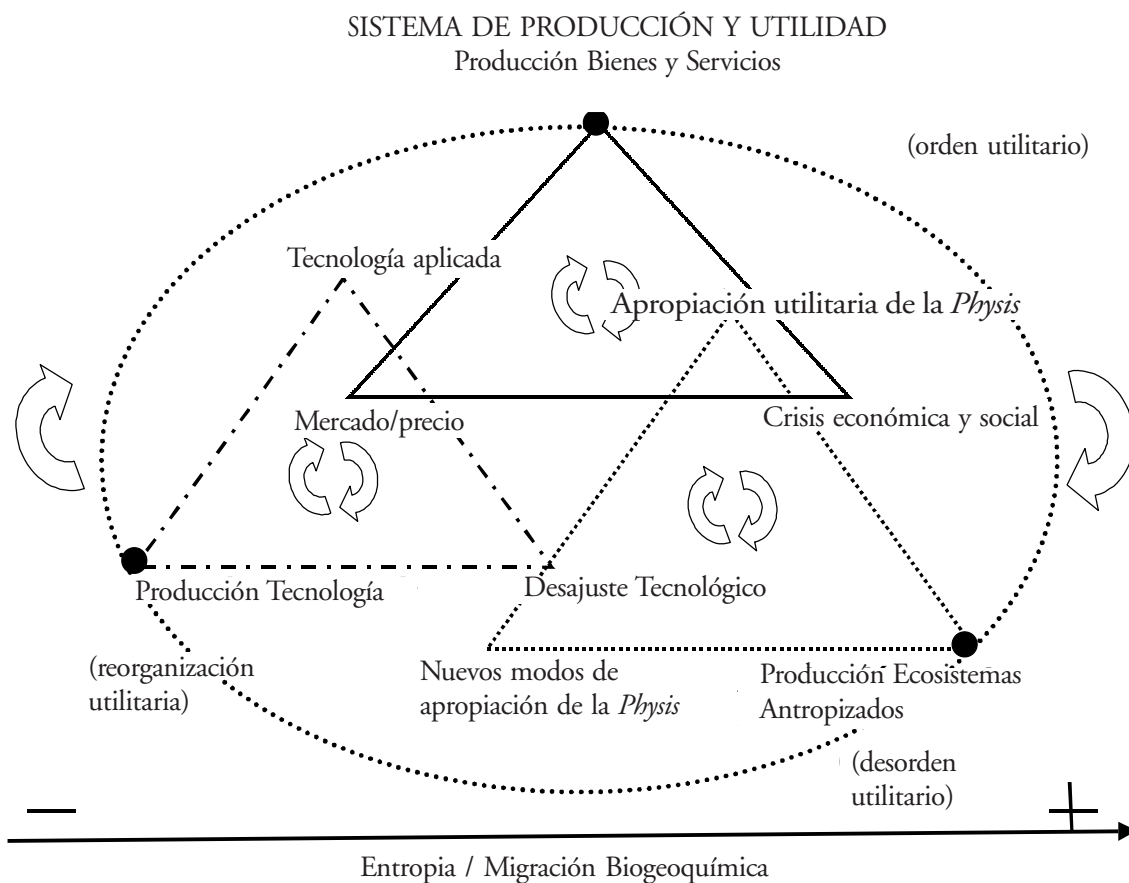 SISTEMA DE PRODUCCIÓN Y UTILIDAD
Producción Bienes y Servicios
(orden utilitario)
Tecnología aplicada
Apropiación utilitaria de la Physis
Mercado/precio
Crisis económica y social
Producción Tecnología
Desajuste Tecnológico
(reorganización
utilitaria)
Nuevos modos de
apropiación de la Physis
Producción Ecosistemas
Antropizados
(desorden
utilitario)
— +
Entropia / Migración Biogeoquímica